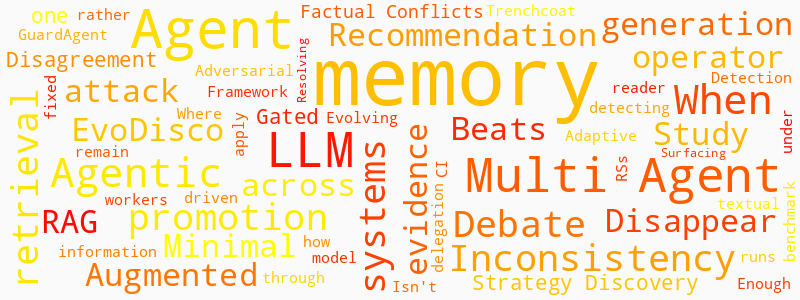 one
rather
Agent
Factual Conflicts
Trenchcoat
generation
GuardAgent
Recommendation
Disagreement
Adversarial
Resolving
memory
operator
Detection
fixed
attack
Framework
reader
When
retrieval
Where
Gated
Evolving
detecting
EvoDisco
apply
Beats
Adaptive
Study
under
remain
LLM
Surfacing
Agentic
across
systems
evidence
CI
Multi
RSs
Agent
workers
driven
delegation
textual
benchmark
RAG
promotion
Debate
Disappear
Minimal
how
information
model
Inconsistency
runs
Augmented
through
Isn't
Strategy Discovery
Enough